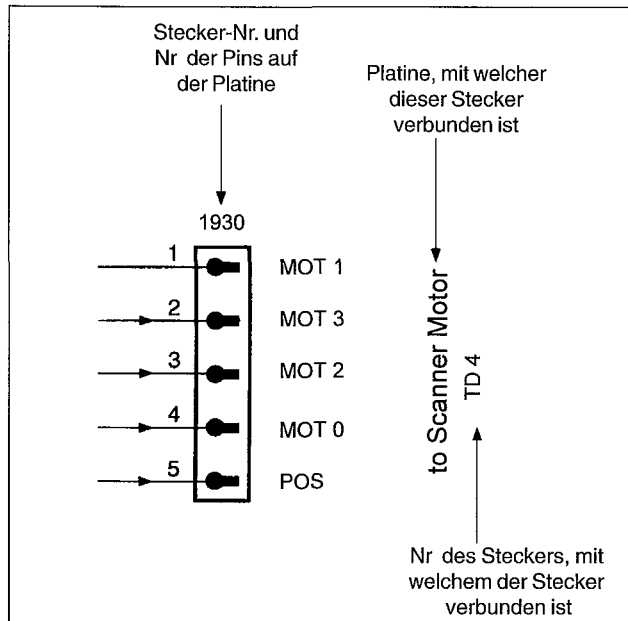 Stecker-Nr. und
Nr der Pins auf
der Platine
Platine, mit welcher
dieser Stecker
verbunden ist
1930
1
MOT 1
2
MOT 3
3
MOT 2
4
MOT 0
5
POS
to Scanner Motor
TD 4
Nr des Steckers, mit
welchem der Stecker
verbunden ist